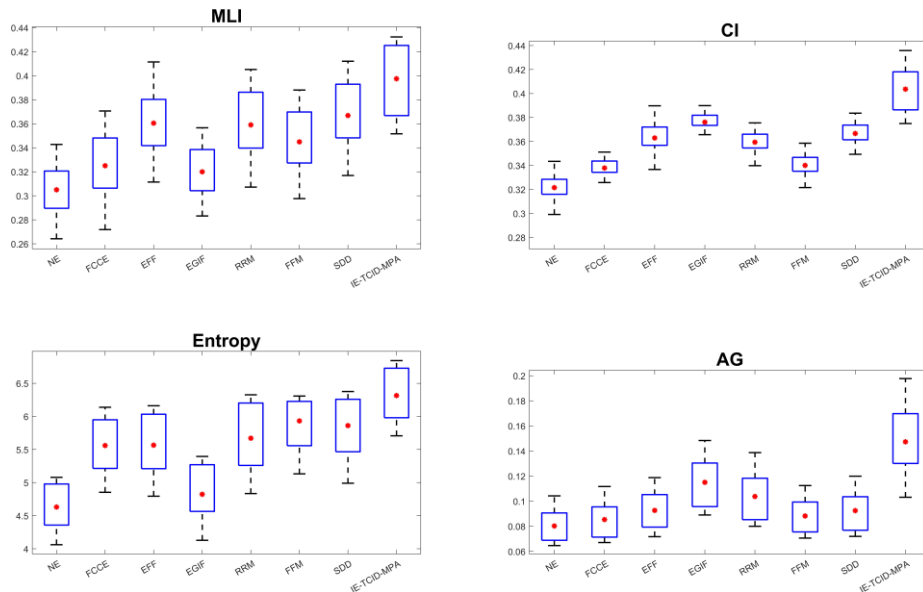 MLI
0.44
0.42
0.4
0.38
0.36
0.34
0.32
0.3
0.28
0.26
NE
FCCE
EFF
EGIF
RRM
FFM
SDD
IE-TCID-MPA
CI
0.44
0.42
0.4
0.38
0.36
0.34
0.32
0.3
0.28
NE
FCCE
EFF
EGIF
RRM
FFM
SDD
IE-TCID-MPA
Entropy
6.5
6
5.5
5
4.5
4
NE
FCCE
EFF
EGIF
RRM
FFM
SDD
IE-TCID-MPA
AG
0.2
0.18
0.16
0.14
0.12
0.1
0.08
0.06
NE
FCCE
EFF
EGIF
RRM
FFM
SDD
IE-TCID-MPA